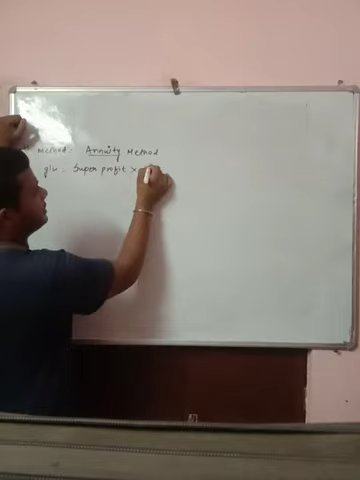 Method: Annuity Method
g/w = Super profit ×